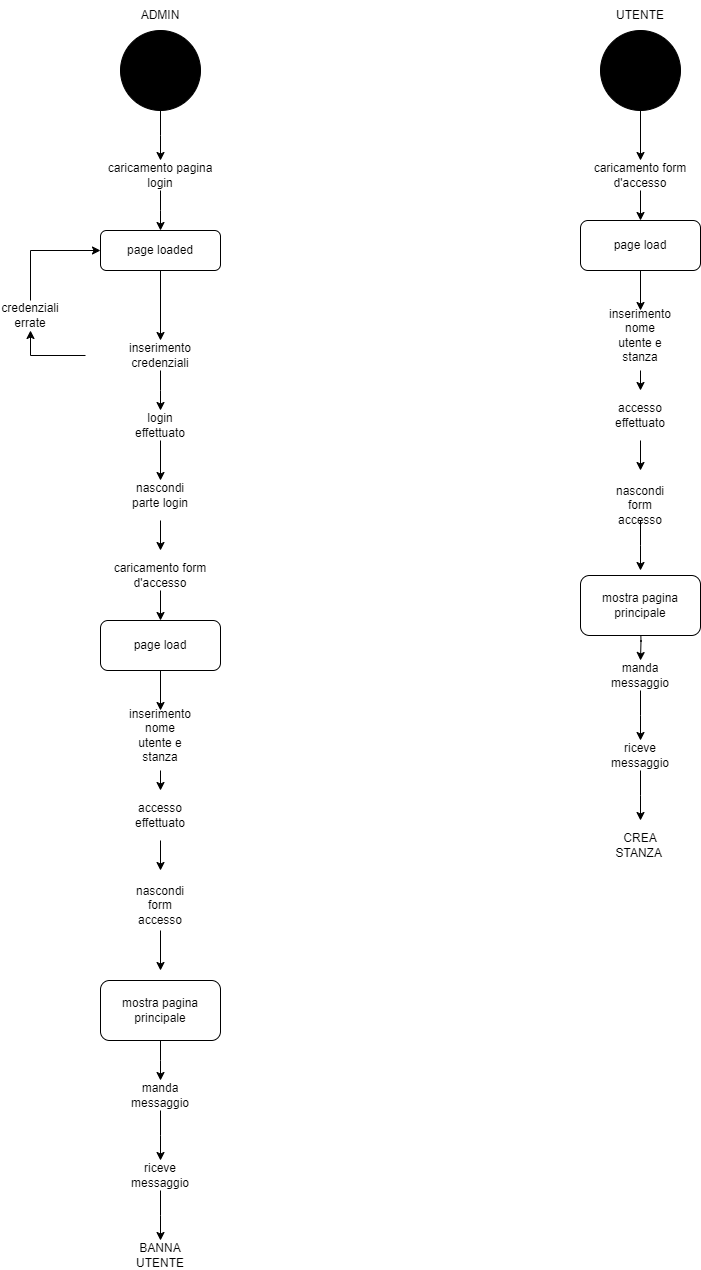 ADMIN
caricamento pagina
login
page loaded
credenziali
errate
inserimento
credenziali
login
effettuato
nascondi
parte login
caricamento form
d'accesso
page load
inserimento
nome
utente e
stanza
accesso
effettuato
nascondi
form
accesso
mostra pagina
principale
manda
messaggio
riceve
messaggio
BANNA
UTENTE
UTENTE
caricamento form
d'accesso
page load
inserimento
nome
utente e
stanza
accesso
effettuato
nascondi
form
accesso
mostra pagina
principale
manda
messaggio
riceve
messaggio
CREA
STANZA